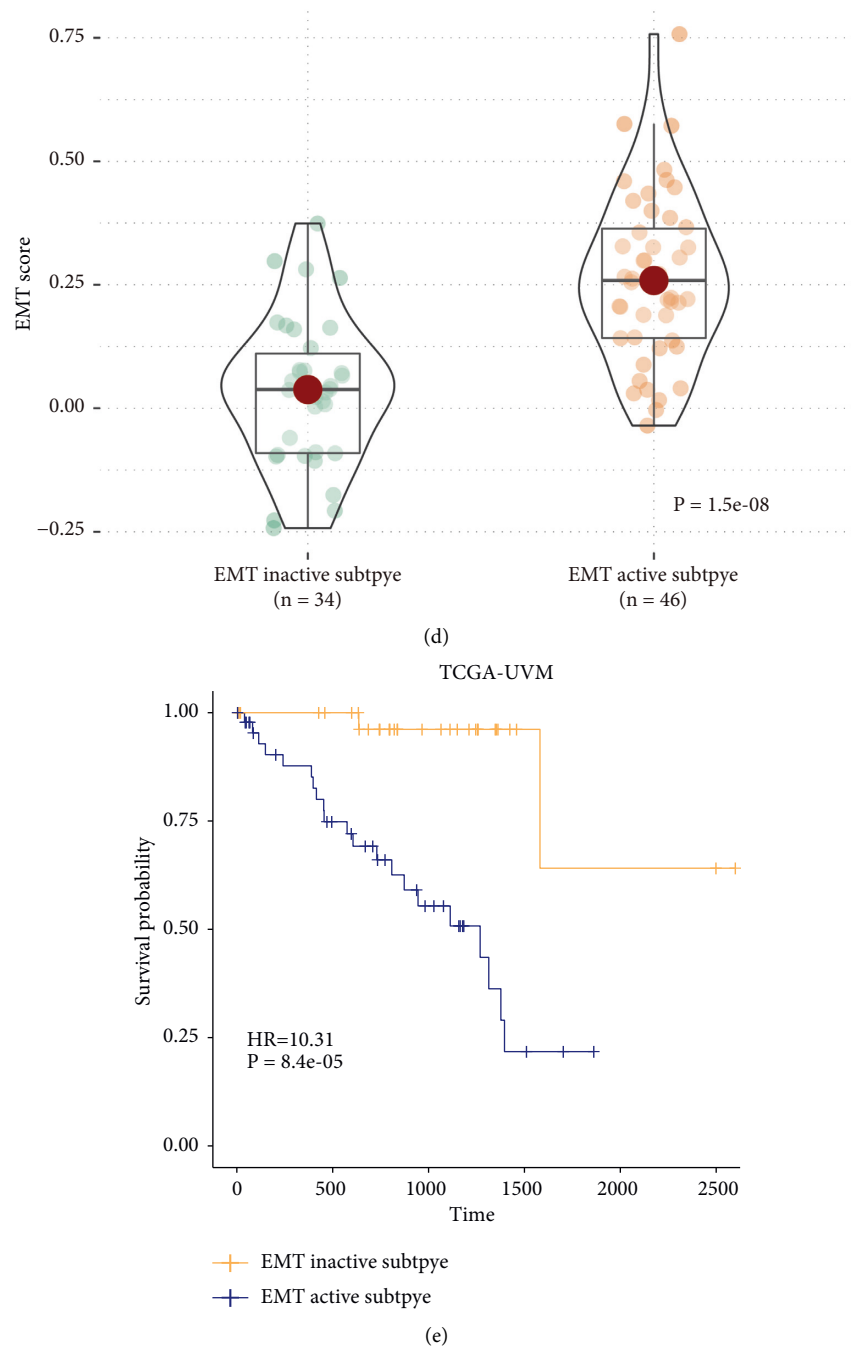 0.75
0.50
0.25
0.00
−0.25
EMT score
P = 1.5e-08
EMT inactive subtpye
(n = 34)
EMT active subtpye
(n = 46)
(d)
TCGA-UVM
1.00
0.75
0.50
0.25
0.00
Survival probability
HR=10.31
P = 8.4e-05
0 500 1000 1500 2000 2500
Time
EMT inactive subtpye
EMT active subtpye
(e)